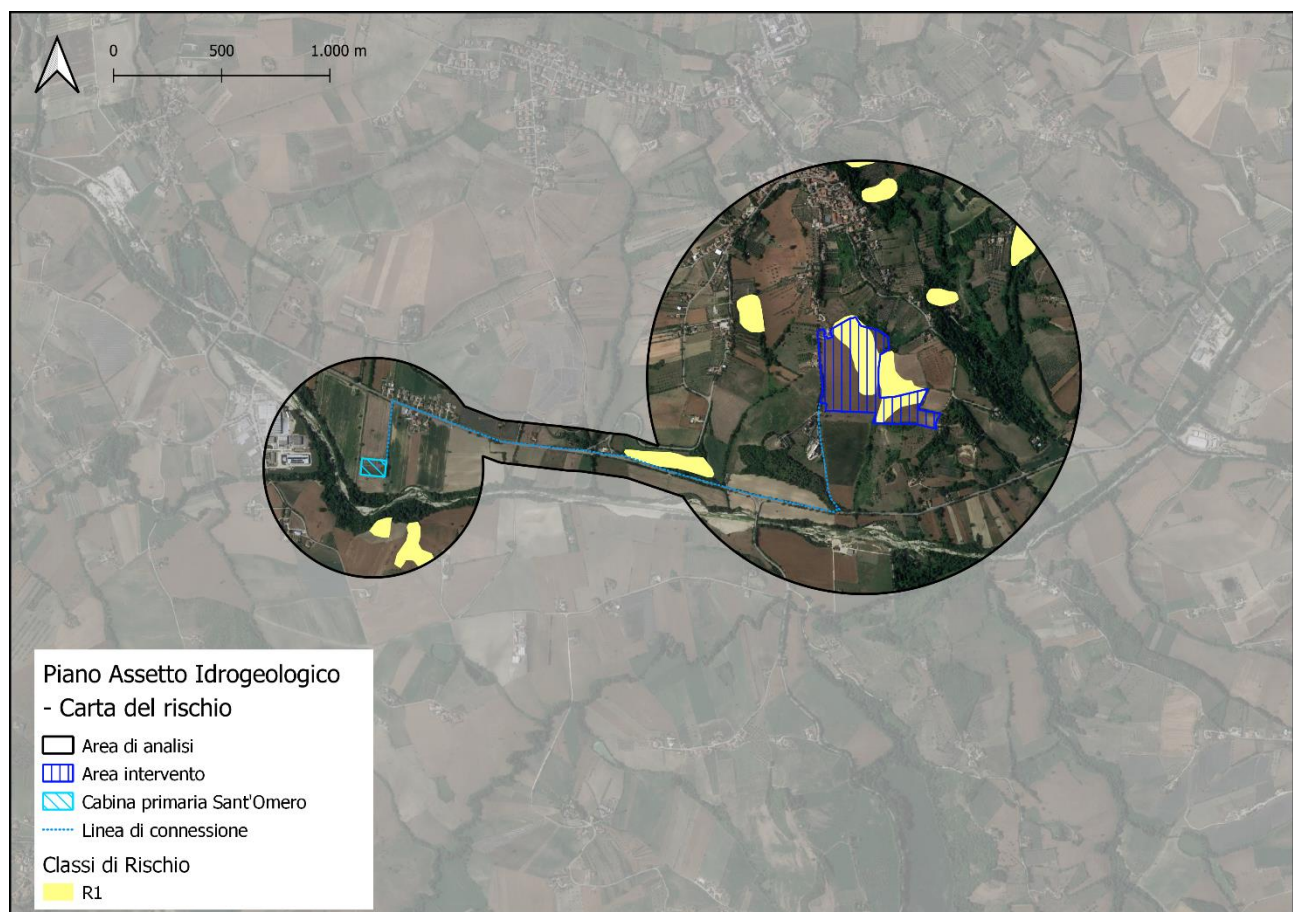 0 500 1.000 m
Piano Assetto Idrogeologico
- Carta del rischio
Area di analisi
Area intervento
Cabina primaria Sant'Omero
Linea di connessione
Classi di Rischio
R1